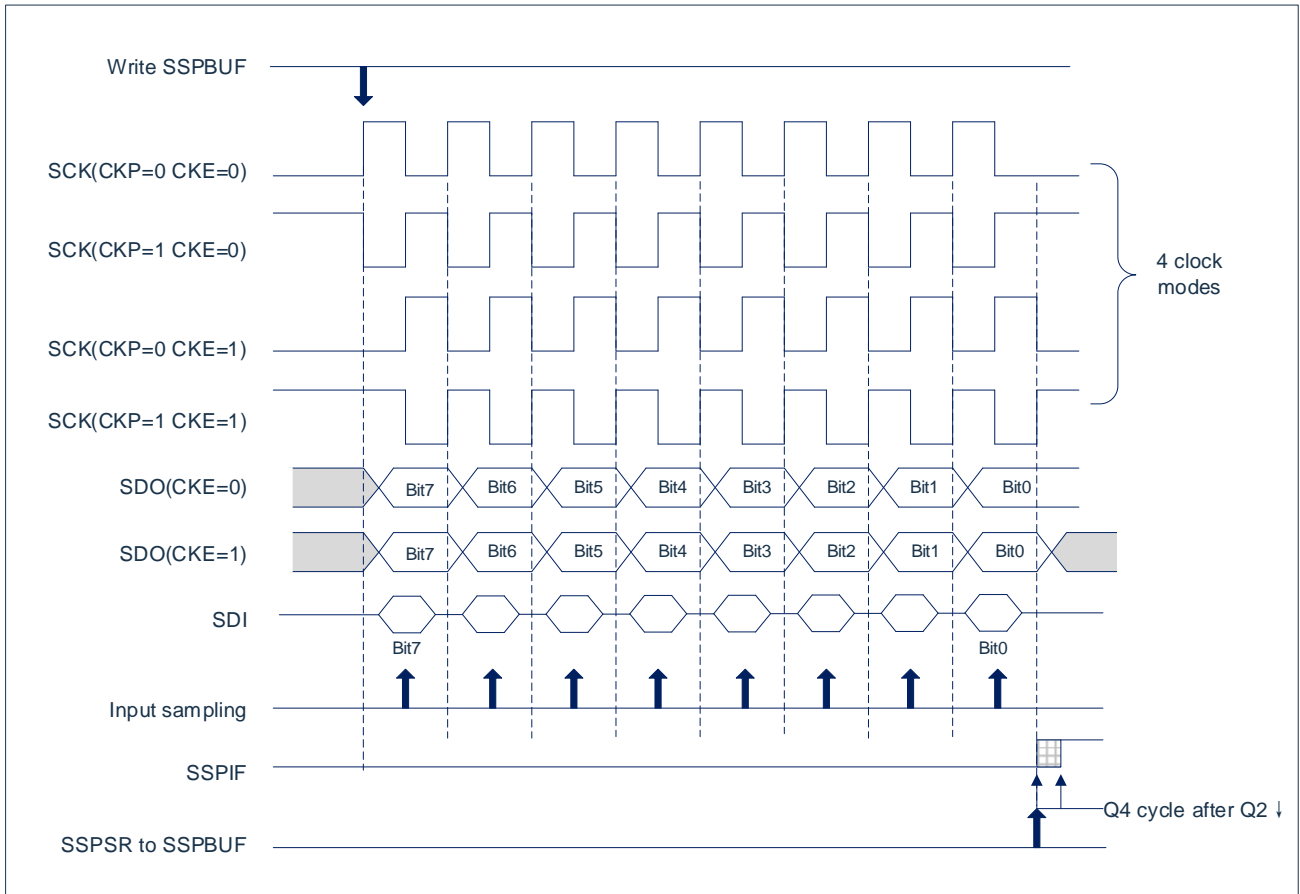 Write SSPBUF
SCK(CKP=0 CKE=0)
SCK(CKP=1 CKE=0)
4 clock
modes
SCK(CKP=0 CKE=1)
SCK(CKP=1 CKE=1)
SDO(CKE=0)
Bit7 Bit6 Bit5 Bit4 Bit3 Bit2 Bit1 Bit0
SDO(CKE=1)
Bit7 Bit6 Bit5 Bit4 Bit3 Bit2 Bit1 Bit0
SDI
Bit7 Bit0
Input sampling
SSPIF
Q4 cycle after Q2 ↓
SSPSR to SSPBUF